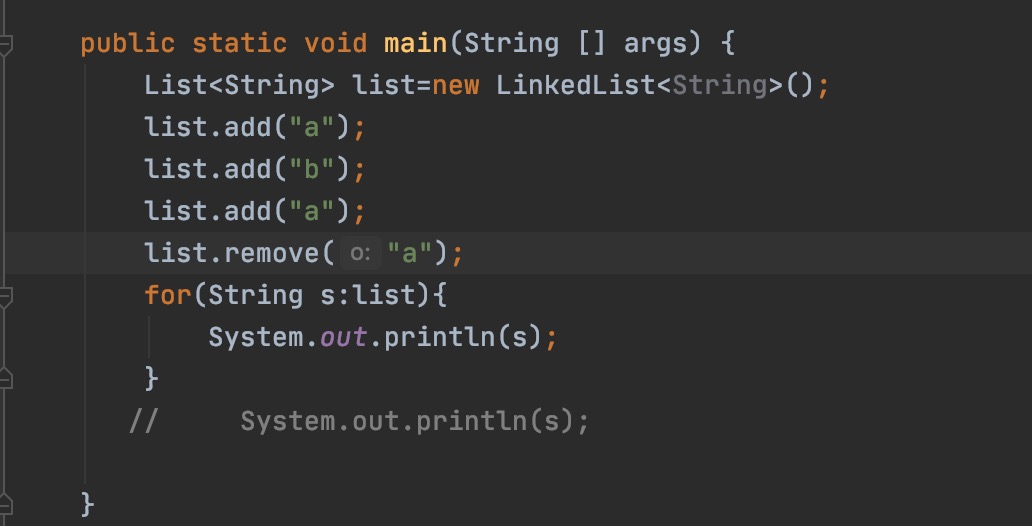 public static void main(String [] args) {
List<String> list=new LinkedList<String>();
list.add("a");
list.add("b");
list.add("a");
list.remove( o: "a");
for(String s:list){
System.out.println(s);
}
//     System.out.println(s);
}